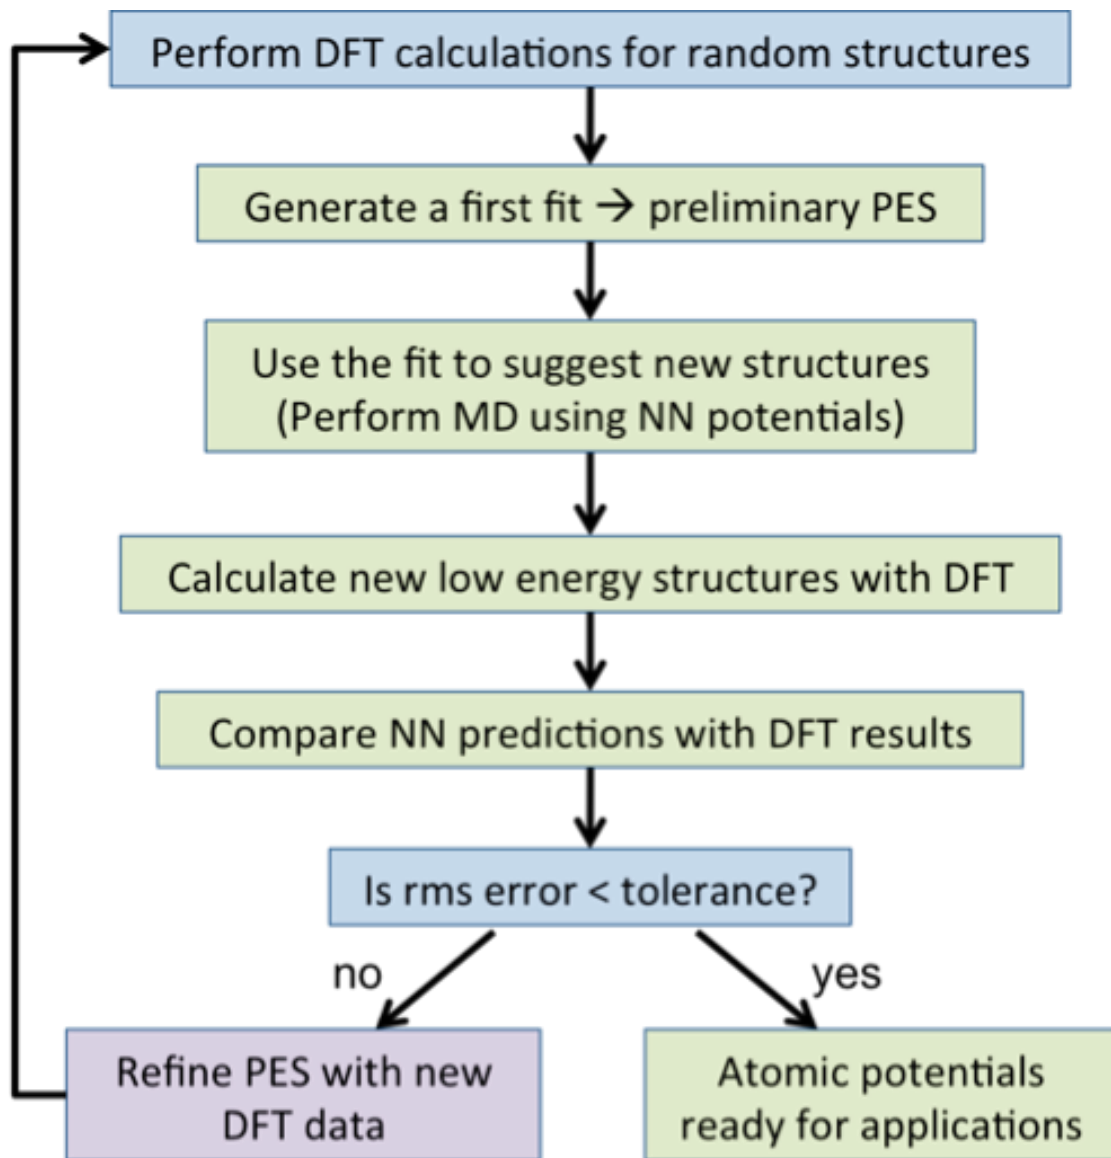 Perform DFT calculations for random structures
Generate a first fit → preliminary PES
Use the fit to suggest new structures
(Perform MD using NN potentials)
Calculate new low energy structures with DFT
Compare NN predictions with DFT results
Is rms error < tolerance?
no
yes
Refine PES with new
DFT data
Atomic potentials
ready for applications